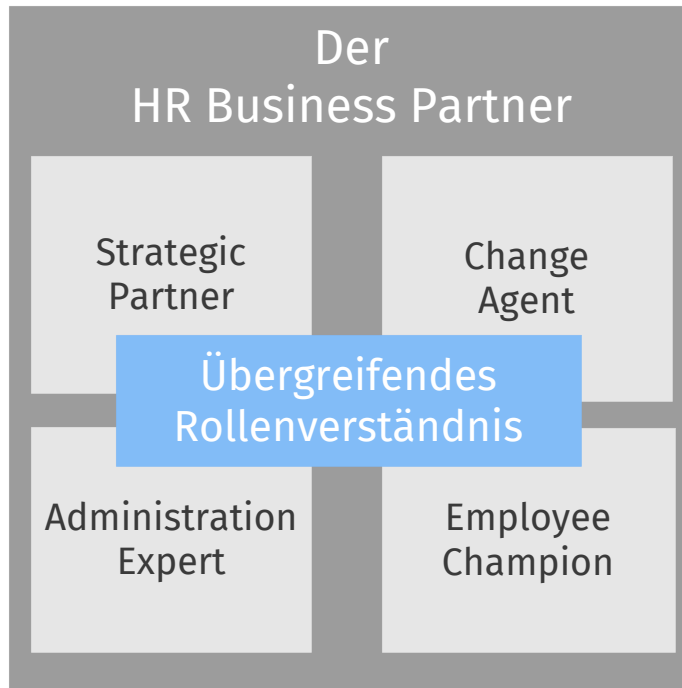 Der
HR Business Partner
Strategic
Partner
Change
Agent
Übergreifendes
Rollenverständnis
Administration
Expert
Employee
Champion